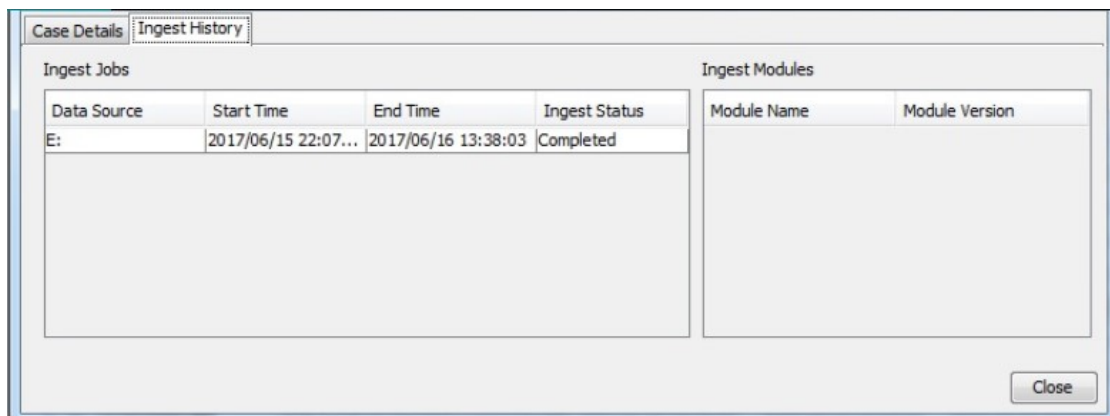 Case Details Ingest History
Ingest Jobs Ingest Modules
Data Source Start Time End Time Ingest Status Module Name Module Version
E: 2017/06/15 22:07... 2017/06/16 13:38:03 Completed
Close